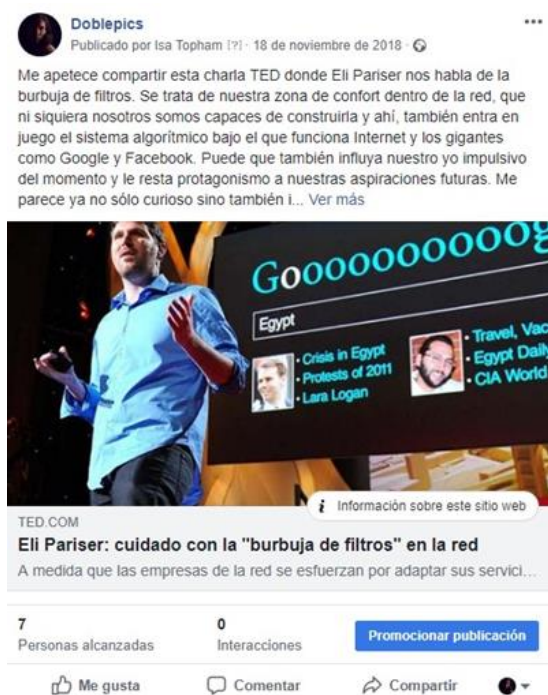 Doblepics
Publicado por Isa Topham [?] · 18 de noviembre de 2018 ·
Me apetece compartir esta charla TED donde Eli Pariser nos habla de la
burbuja de filtros. Se trata de nuestra zona de confort dentro de la red, que
ni siquiera nosotros somos capaces de construirla y ahí, también entra en
juego el sistema algorítmico bajo el que funciona Internet y los gigantes
como Google y Facebook. Puede que también influya nuestro yo impulsivo
del momento y le resta protagonismo a nuestras aspiraciones futuras. Me
parece ya no sólo curioso sino también i... Ver más
Gooooooooooog
Egypt
• Crisis in Egypt
• Protests of 2011
• Lara Logan
• Travel, Vac
• Egypt Daily
• CIA World
i Información sobre este sitio web
TED.COM
Eli Pariser: cuidado con la "burbuja de filtros" en la red
A medida que las empresas de la red se esfuerzan por adaptar sus servici...
7 0
Personas alcanzadas Interacciones Promocionar publicación
Me gusta Comentar Compartir